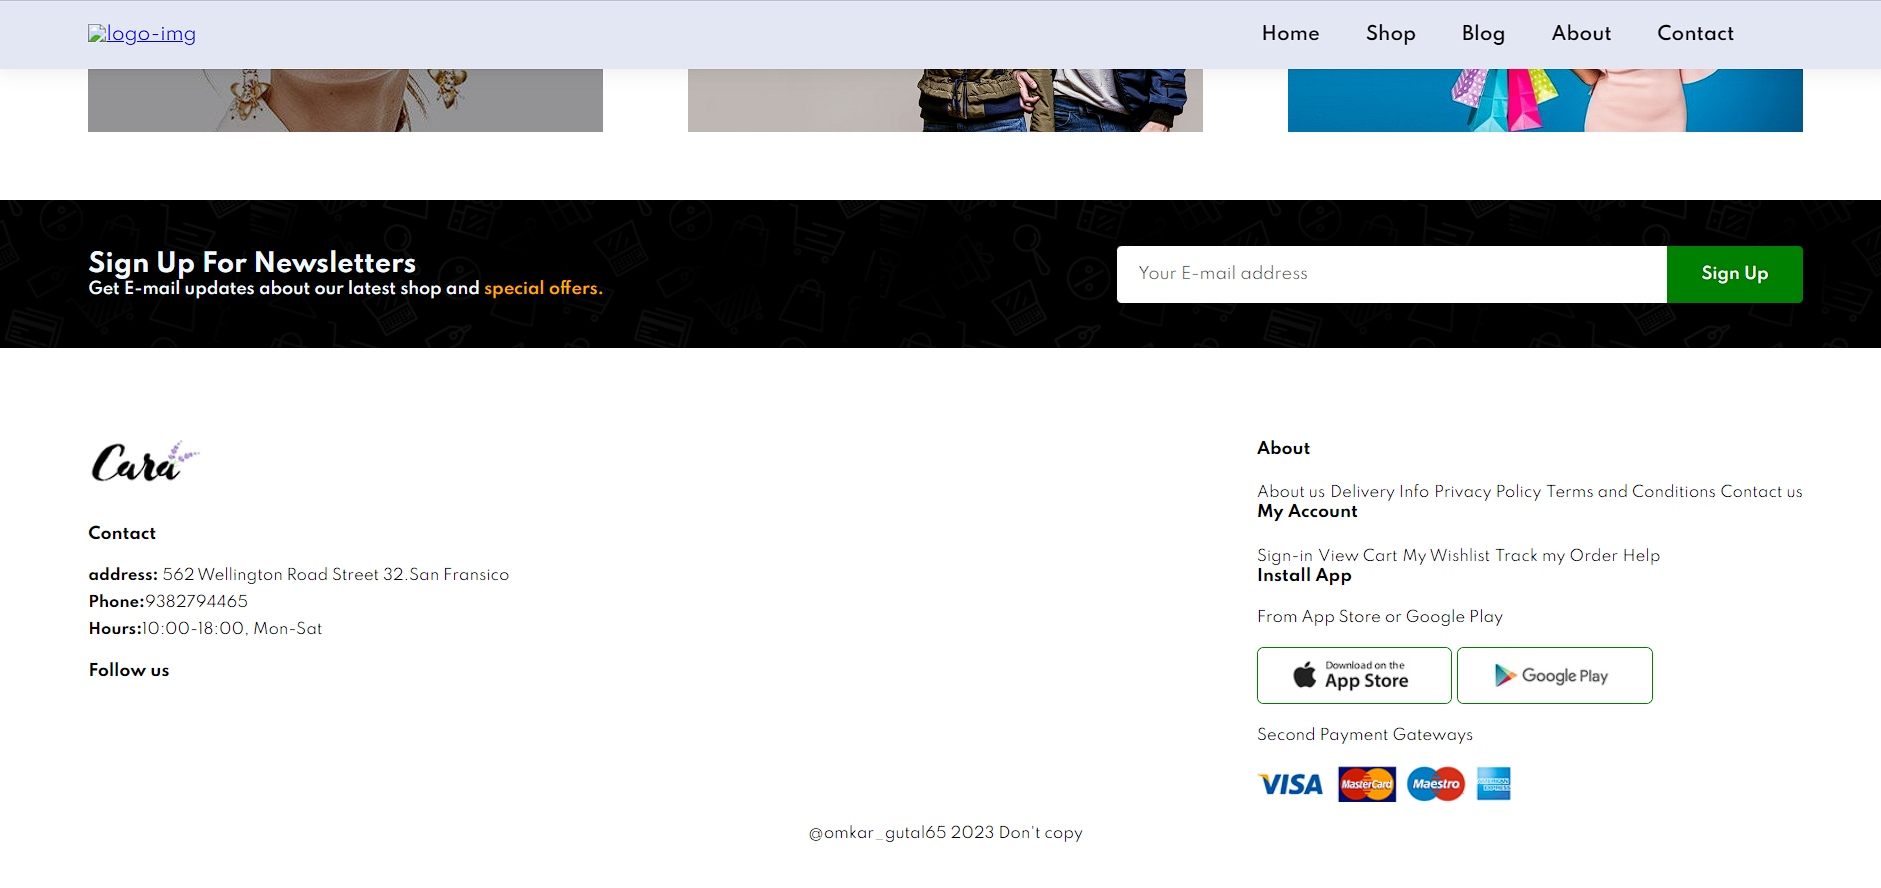 logo-img
Home Shop Blog About Contact
Sign Up For Newsletters
Get E-mail updates about our latest shop and special offers.
Your E-mail address
Sign Up
Cara
Contact
address: 562 Wellington Road Street 32.San Fransico
Phone:9382794465
Hours:10:00-18:00, Mon-Sat
Follow us
About
About us Delivery Info Privacy Policy Terms and Conditions Contact us
My Account
Sign-in View Cart My Wishlist Track my Order Help
Install App
From App Store or Google Play
Download on the
App Store
Google Play
Second Payment Gateways
VISA MasterCard Maestro AMERICAN EXPRESS
@omkar_gutal65 2023 Don't copy